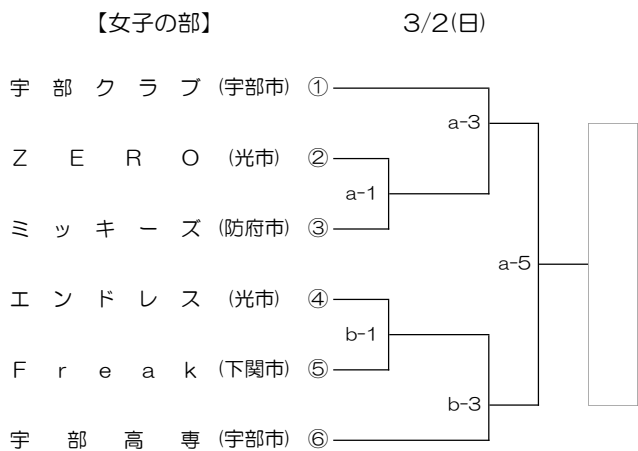 【女子の部】 3/2(日)
宇部クラブ (宇部市) ①
a-3
ZERO (光市) ②
a-1
ミッキーズ (防府市) ③
a-5
エンドレス (光市) ④
b-1
Freak (下関市) ⑤
b-3
宇部高専 (宇部市) ⑥